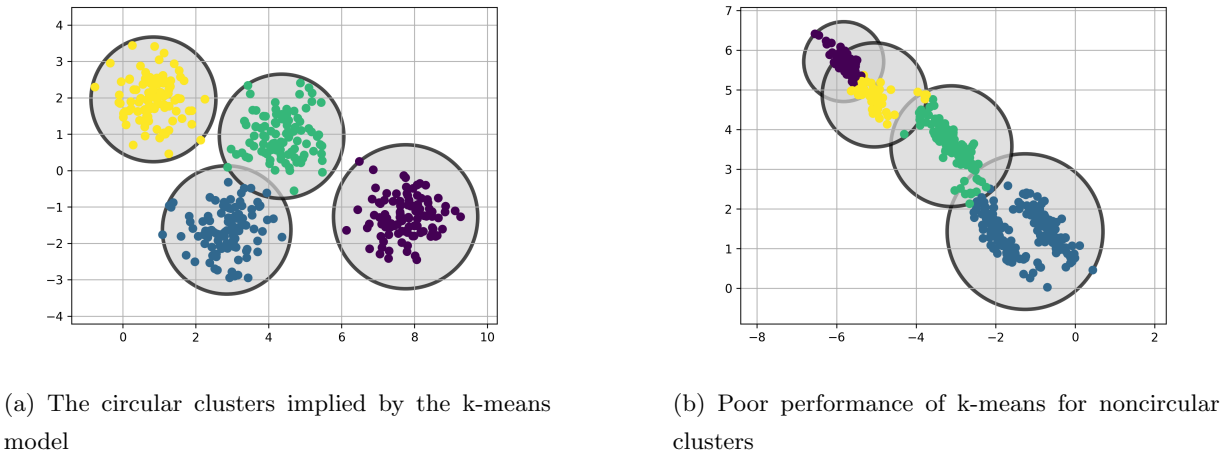 4
3
2
1
0
−1
−2
−3
−4
0 2 4 6 8 10
7
6
5
4
3
2
1
0
−8 −6 −4 −2 0 2
(a) The circular clusters implied by the k-means
model
(b) Poor performance of k-means for noncircular
clusters